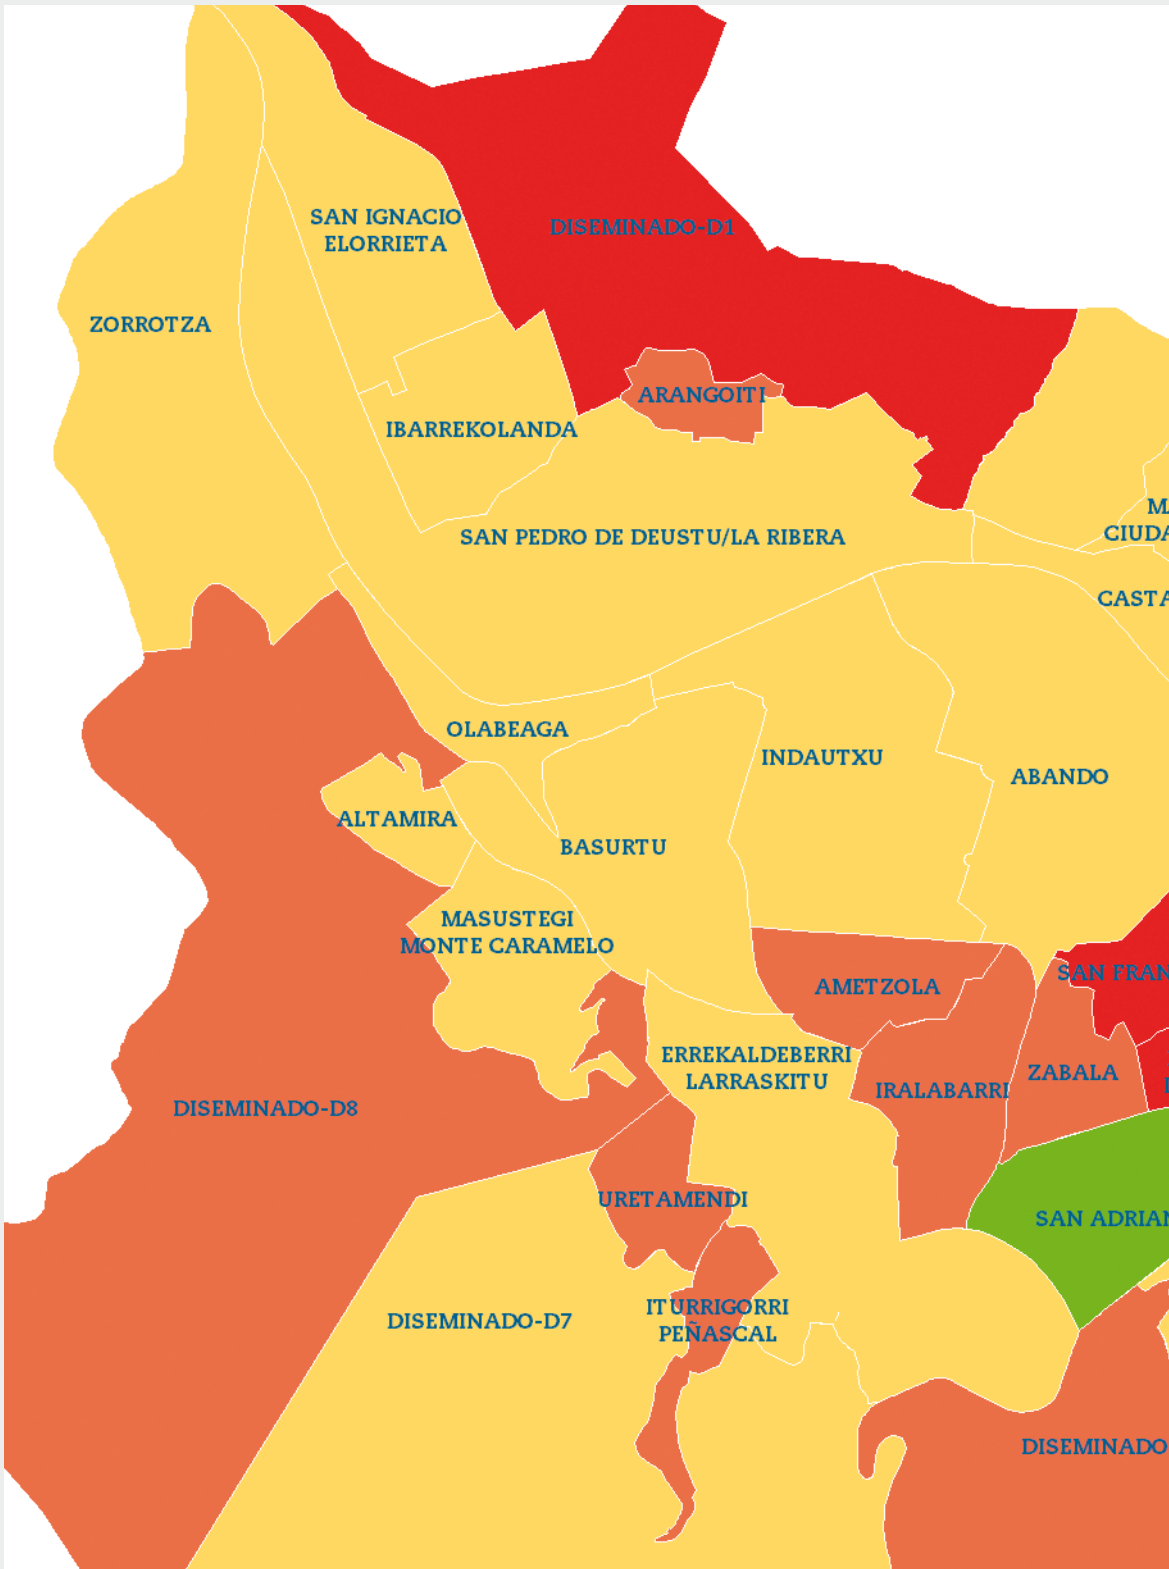 SAN IGNACIO
ELORRIETA
DISEMINADO-D1
ZORROTZA
ARANGOITI
IBARREKOLANDA
SAN PEDRO DE DEUSTU/LA RIBERA
CIUDA
CASTA
OLABEAGA
INDAUTXU
ABANDO
ALTAMIRA
BASURTU
MASUSTEGI
MONTE CARAMELO
SAN FRAN
AMETZOLA
ERREKALDEBERRI
LARRASKITU
ZABALA
IRALABARRI
DISEMINADO-D8
URETAMENDI
SAN ADRIAN
ITURRIGORRI
PEÑASCAL
DISEMINADO-D7
DISEMINADO